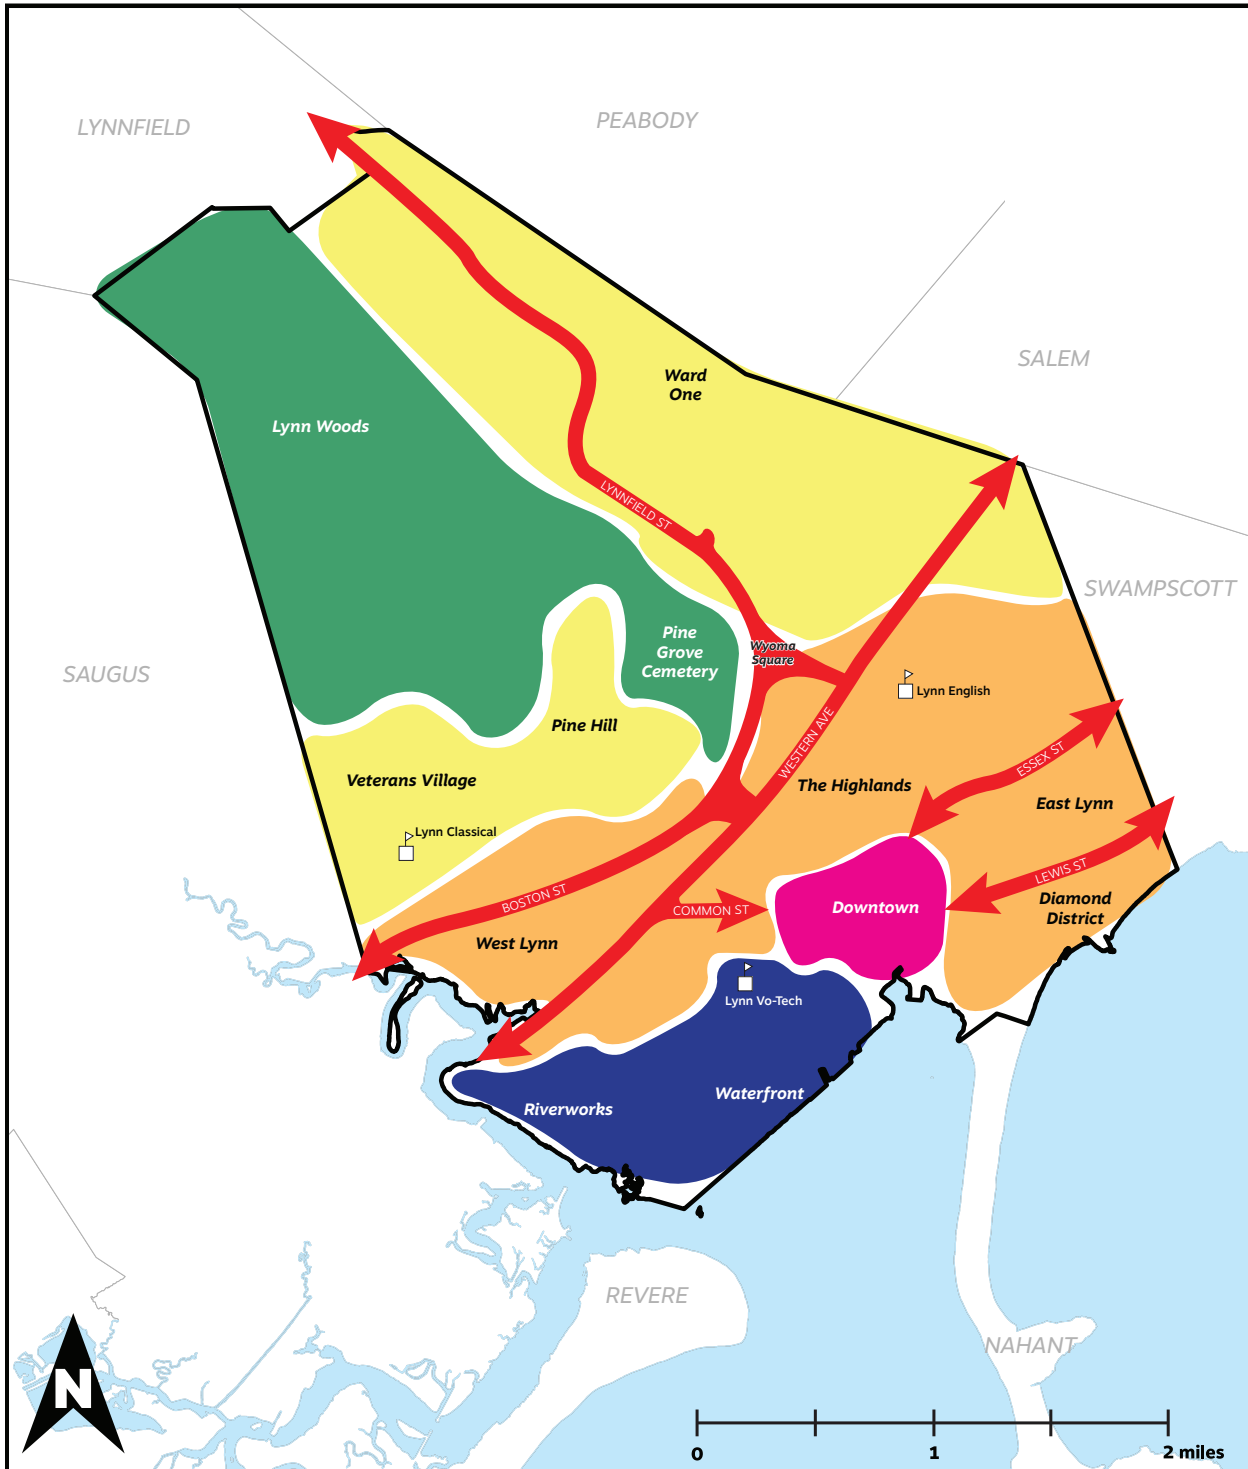 LYNNFIELD
PEABODY
SALEM
Ward
One
Lynn Woods
LYNNFIELD ST
SWAMPSCOTT
Pine
Grove
Cemetery
Wyoma
Square
SAUGUS
Lynn English
Pine Hill
WESTERN AVE
ESSEX ST
Veterans Village
The Highlands
East Lynn
Lynn Classical
LEWIS ST
BOSTON ST
COMMON ST
Downtown
Diamond
District
West Lynn
Lynn Vo-Tech
Waterfront
Riverworks
REVERE
NAHANT
N
0
1
2 miles